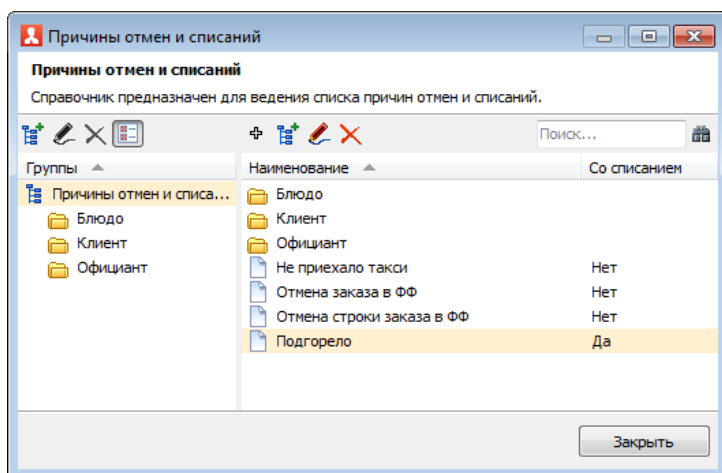 Причины отмен и списаний
Причины отмен и списаний
Справочник предназначен для ведения списка причин отмен и списаний.
Поиск...
Группы
Наименование Со списанием
Причины отмен и списа...
Блюдо
Клиент
Официант
Блюдо
Клиент
Официант
Не приехало такси Нет
Отмена заказа в ФФ Нет
Отмена строки заказа в ФФ Нет
Подгорело Да
Закрыть